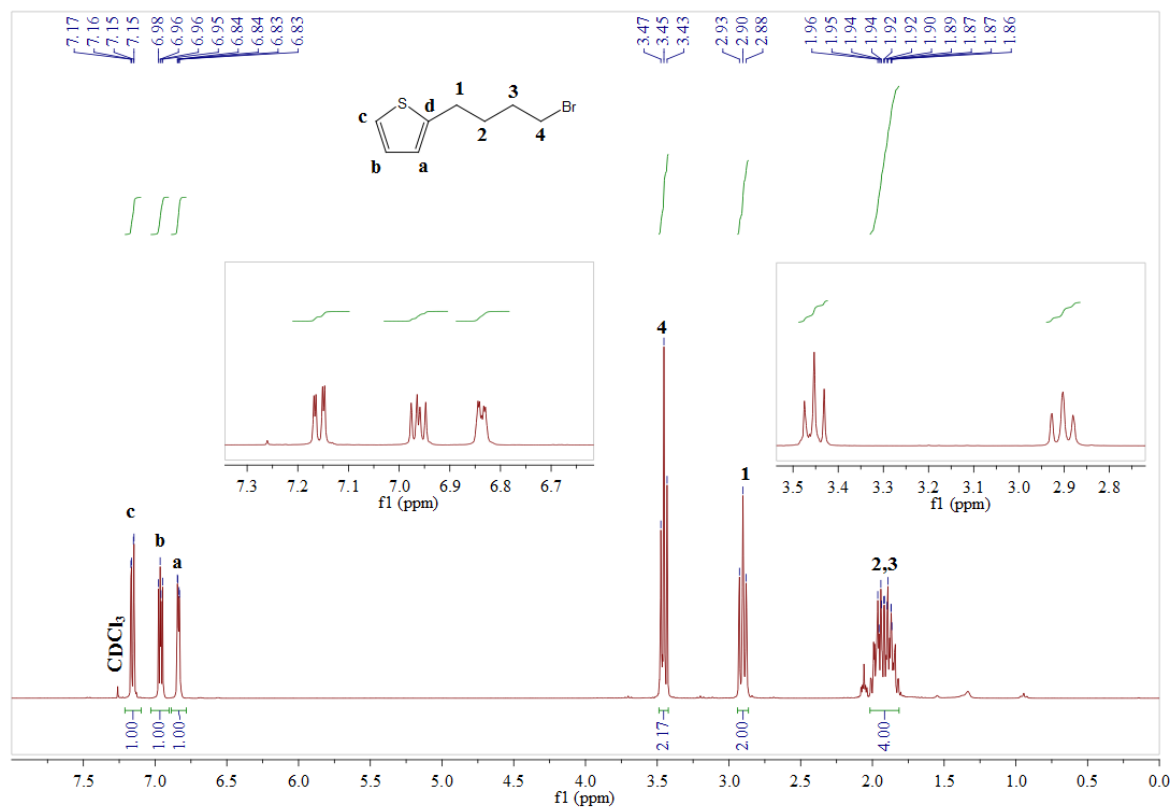 7.17 7.16 7.15 7.15 6.98 6.96 6.96 6.95 6.84 6.84 6.83 6.83 3.47 3.45 3.43 2.93 2.90 2.88 1.96 1.95 1.94 1.94 1.92 1.92 1.90 1.89 1.87 1.87 1.86
S d 1 3 Br
c 2 4
b a
7.3 7.2 7.1 7.0 6.9 6.8 6.7
f1 (ppm)
3.5 3.4 3.3 3.2 3.1 3.0 2.9 2.8
f1 (ppm)
4
1
c b a 2,3
CDCl₃
1.00 1.00 1.00 2.17 2.00 4.00
7.5 7.0 6.5 6.0 5.5 5.0 4.5 4.0 3.5 3.0 2.5 2.0 1.5 1.0 0.5 0.0
f1 (ppm)